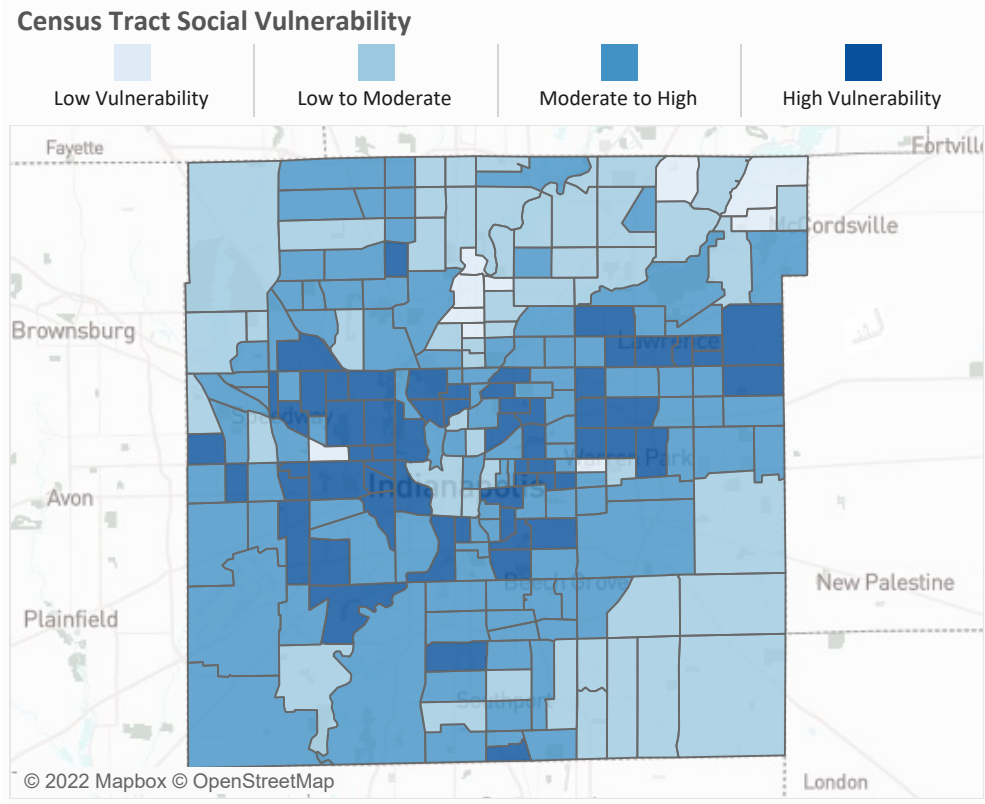 Census Tract Social Vulnerability
Low Vulnerability
Low to Moderate
Moderate to High
High Vulnerability
Fayette
McCordsville
Brownsburg
Lawrence
Speedway
Warren Park
Indianapolis
Avon
Beech Grove
New Palestine
Plainfield
Southport
© 2022 Mapbox © OpenStreetMap
London